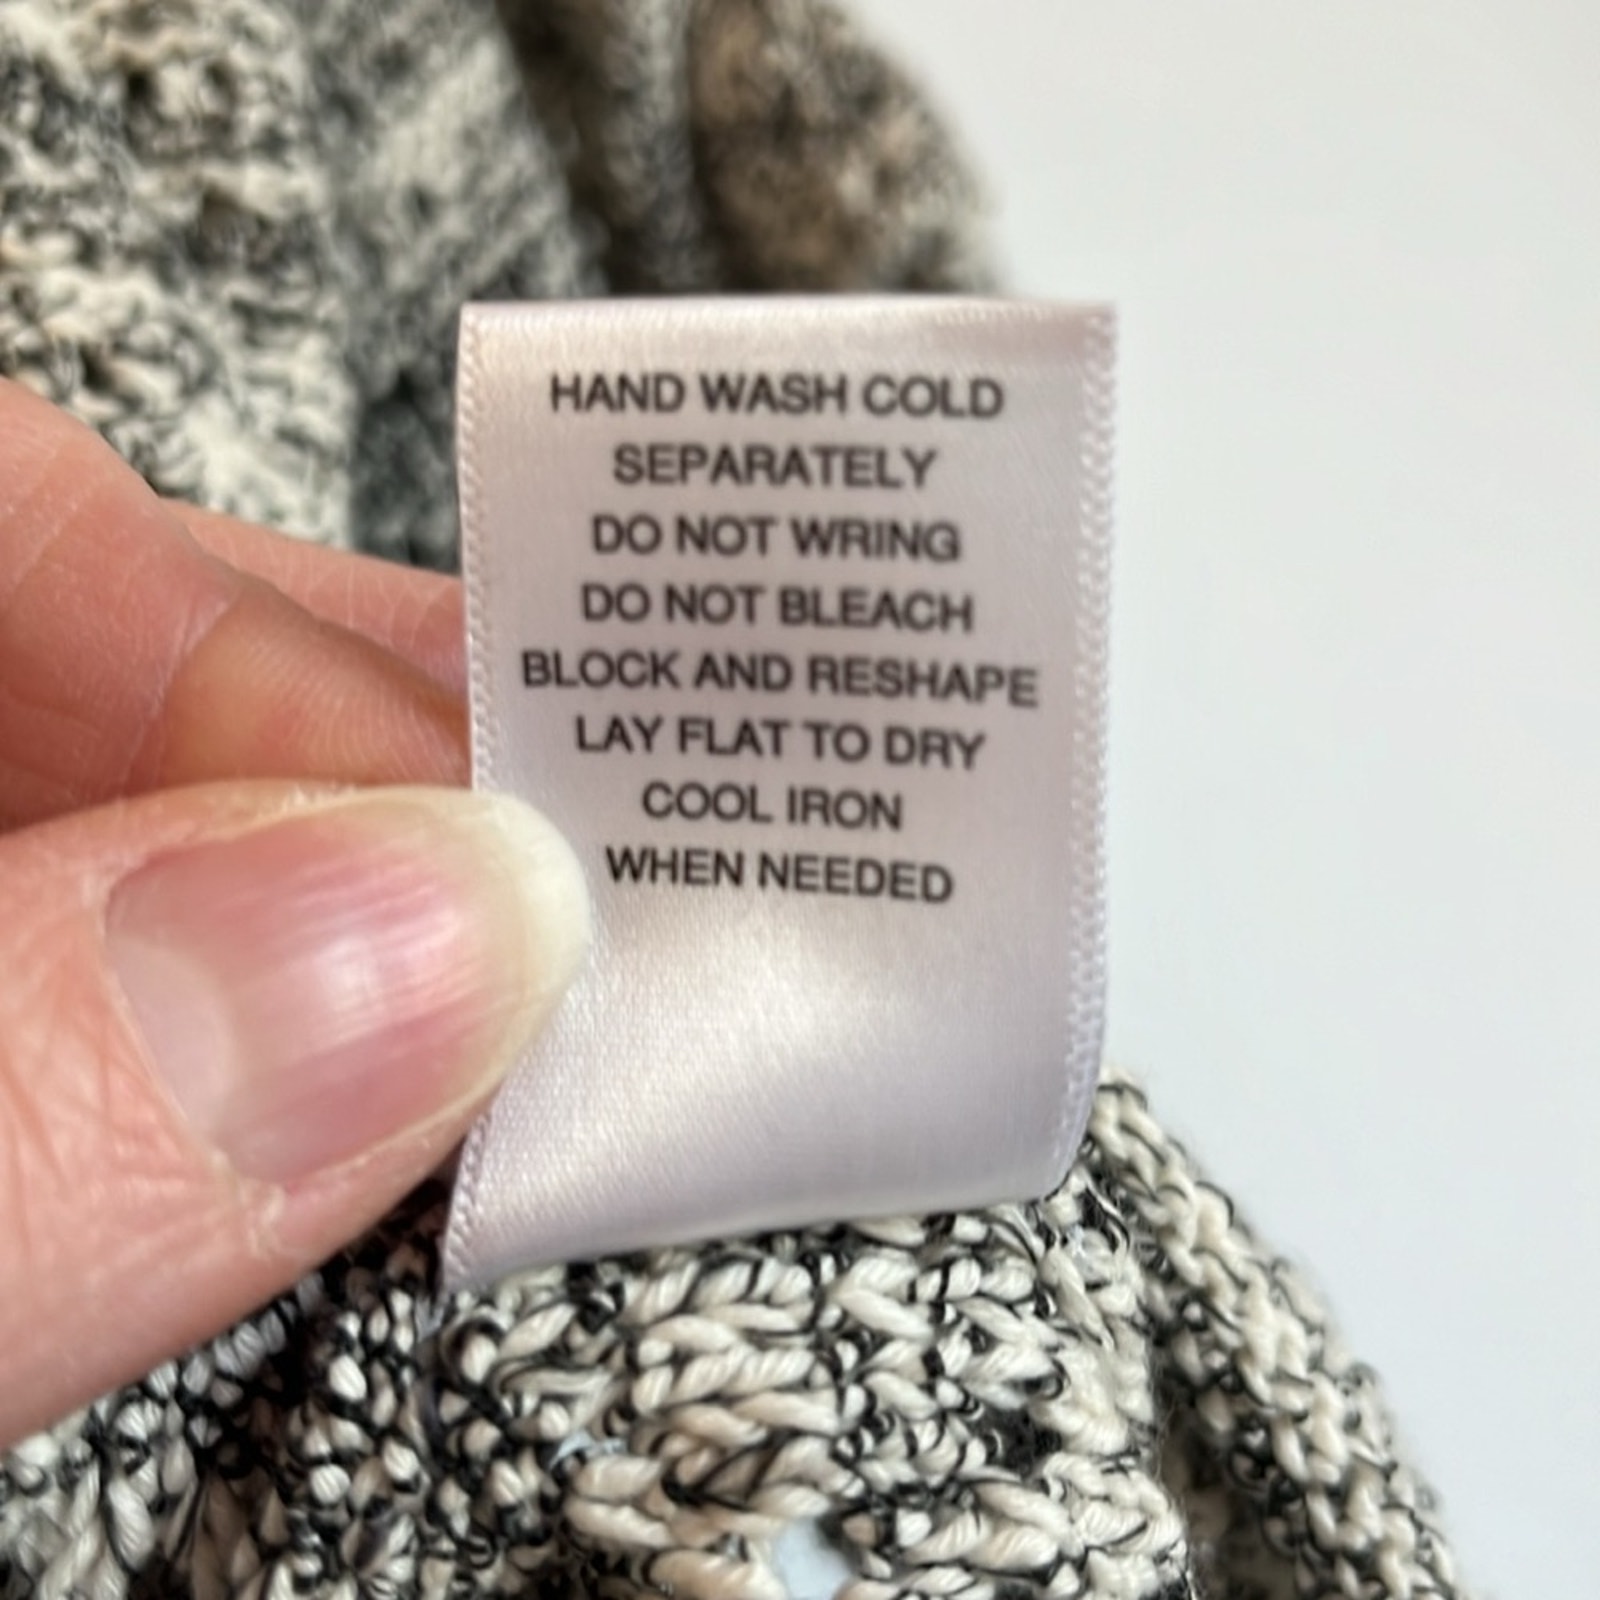 HAND WASH COLD
SEPARATELY
DO NOT WRING
DO NOT BLEACH
BLOCK AND RESHAPE
LAY FLAT TO DRY
COOL IRON
WHEN NEEDED